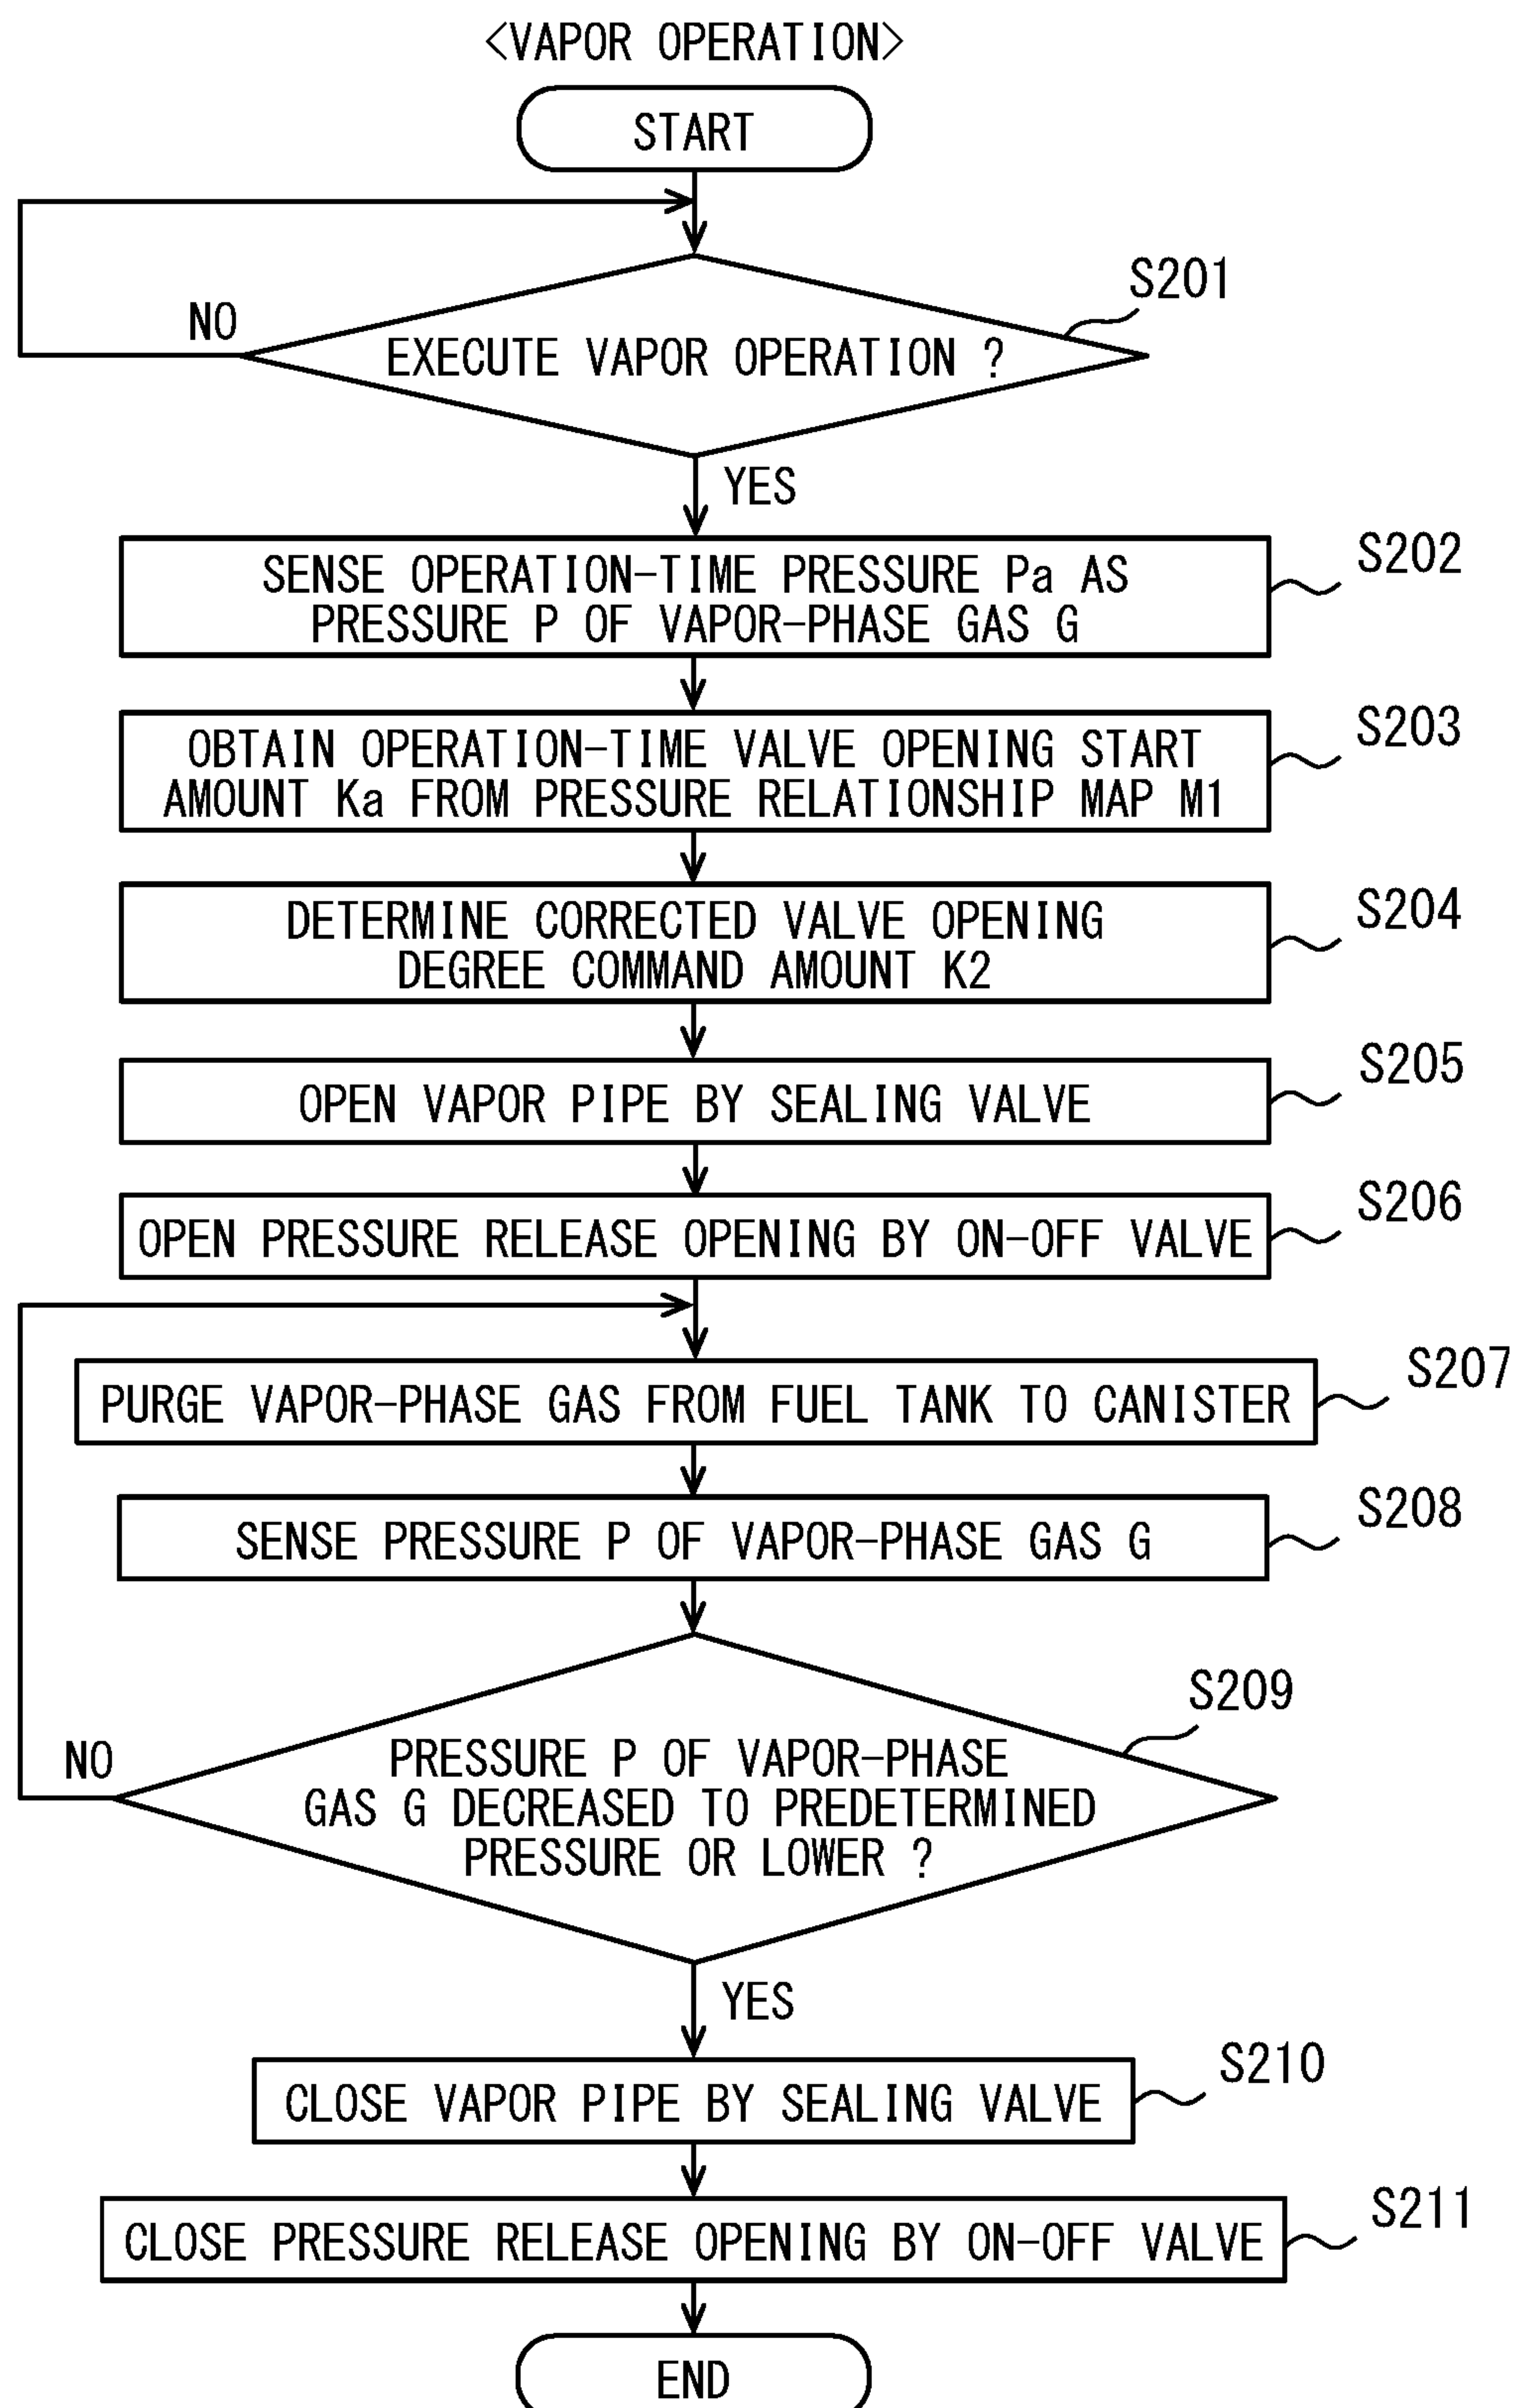 <VAPOR OPERATION>
START
S201
NO
EXECUTE VAPOR OPERATION ?
YES
S202
SENSE OPERATION-TIME PRESSURE Pa AS
PRESSURE P OF VAPOR-PHASE GAS G
S203
OBTAIN OPERATION-TIME VALVE OPENING START
AMOUNT Ka FROM PRESSURE RELATIONSHIP MAP M1
S204
DETERMINE CORRECTED VALVE OPENING
DEGREE COMMAND AMOUNT K2
S205
OPEN VAPOR PIPE BY SEALING VALVE
S206
OPEN PRESSURE RELEASE OPENING BY ON-OFF VALVE
S207
PURGE VAPOR-PHASE GAS FROM FUEL TANK TO CANISTER
S208
SENSE PRESSURE P OF VAPOR-PHASE GAS G
S209
NO
PRESSURE P OF VAPOR-PHASE
GAS G DECREASED TO PREDETERMINED
PRESSURE OR LOWER ?
YES
S210
CLOSE VAPOR PIPE BY SEALING VALVE
S211
CLOSE PRESSURE RELEASE OPENING BY ON-OFF VALVE
END